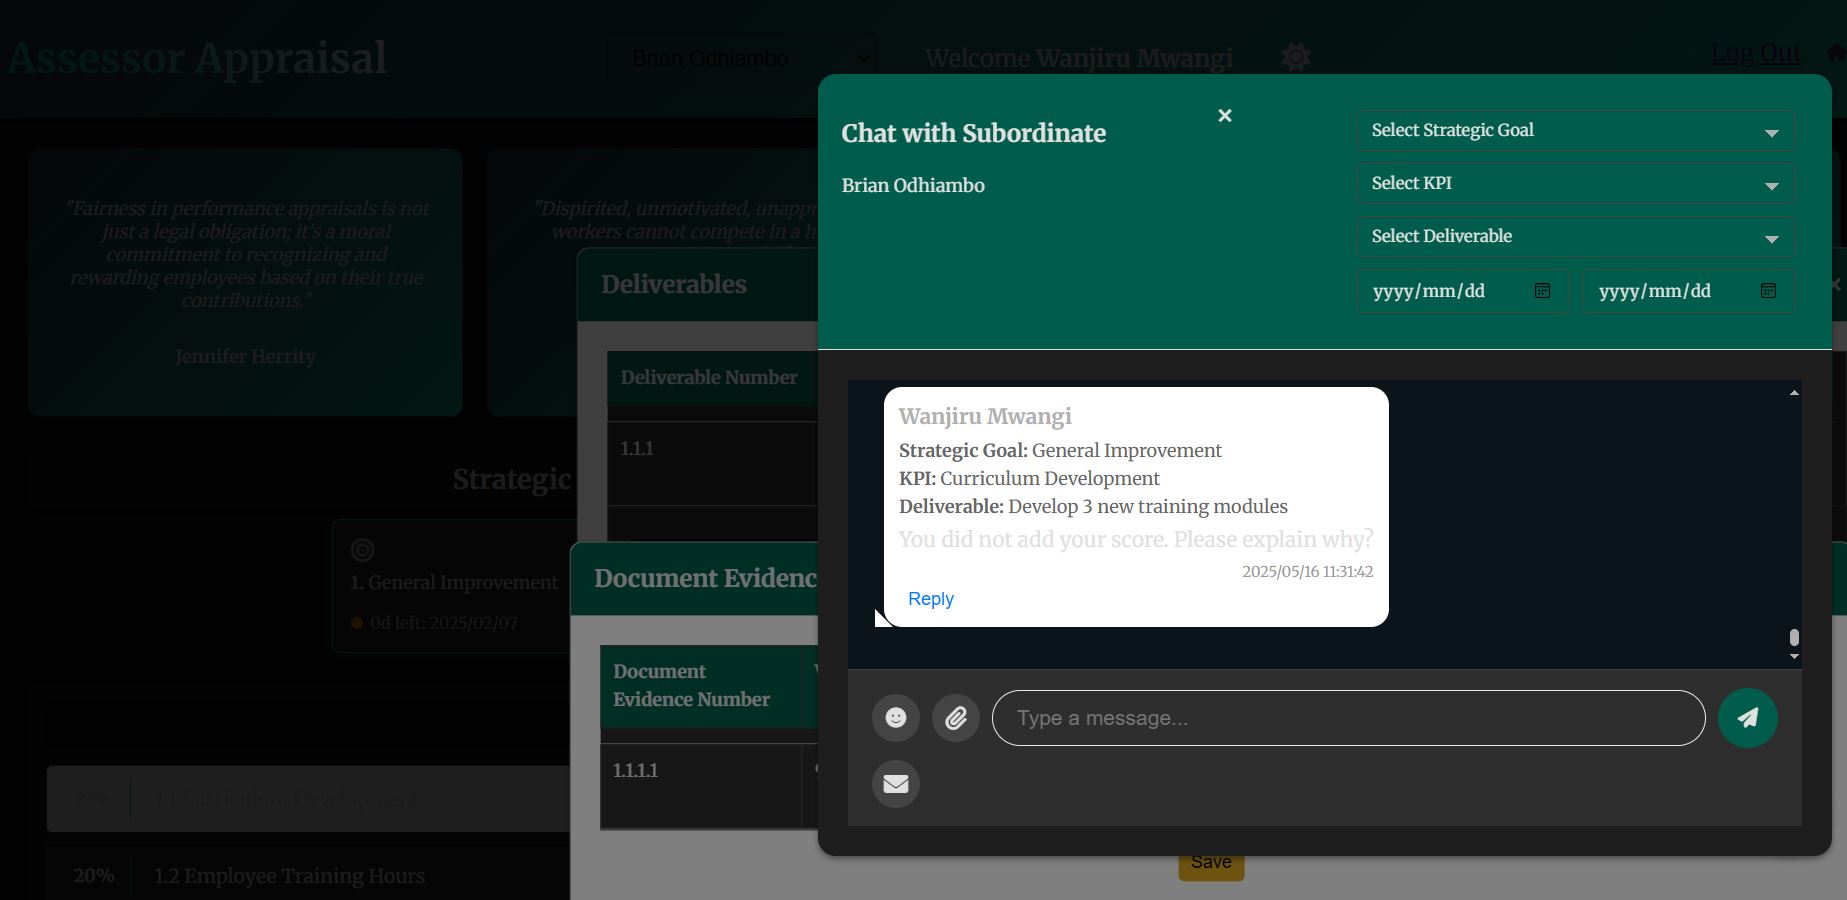 Assessor Appraisal
Brian Odhiambo
Welcome Wanjiru Mwangi
Log Out
"Fairness in performance appraisals is not
just a legal obligation; it's a moral
commitment to recognizing and
rewarding employees based on their true
contributions."
Jennifer Herrity
"Dispirited, unmotivated,
workers cannot compete in a
Strategic
1. General Improvement
0d left: 2025/02/07
23%
1.1 Curriculum Development
20%
1.2 Employee Training Hours
Deliverables
Deliverable Number
1.1.1
Document Evidenc
Document
Evidence Number
1.1.1.1
Save
Chat with Subordinate
×
Brian Odhiambo
Select Strategic Goal
Select KPI
Select Deliverable
yyyy/mm/dd
yyyy/mm/dd
Wanjiru Mwangi
Strategic Goal: General Improvement
KPI: Curriculum Development
Deliverable: Develop 3 new training modules
You did not add your score. Please explain why?
2025/05/16 11:31:42
Reply
Type a message...